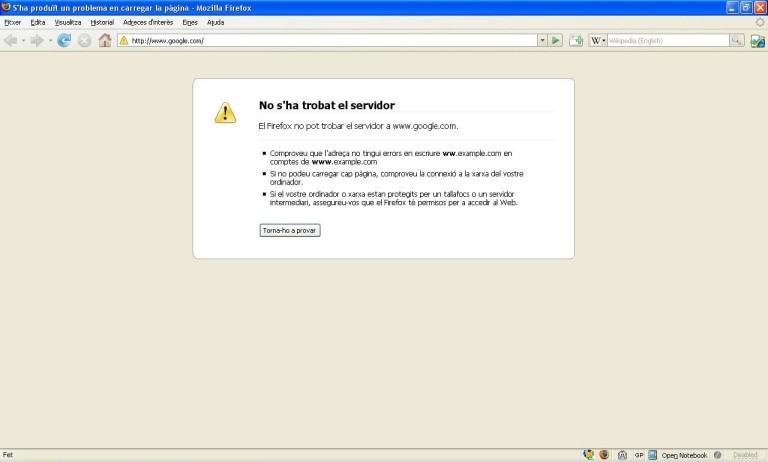 S'ha produït un problema en carregar la pàgina - Mozilla Firefox
Fitxer Edita Visualitza Historial Adreces d'interès Eines Ajuda
http://www.google.com/ W Wikipedia (English)
No s'ha trobat el servidor
El Firefox no pot trobar el servidor a www.google.com.
Comproveu que l'adreça no tingui errors en escriure ww.example.com en
comptes de www.example.com
Si no podeu carregar cap pàgina, comproveu la connexió a la xarxa del vostre
ordinador.
Si el vostre ordinador o xarxa estan protegits per un tallafocs o un servidor
intermediari, assegureu-vos que el Firefox té permisos per a accedir al Web.
Torna-ho a provar
Fet GP Open Notebook Disabled